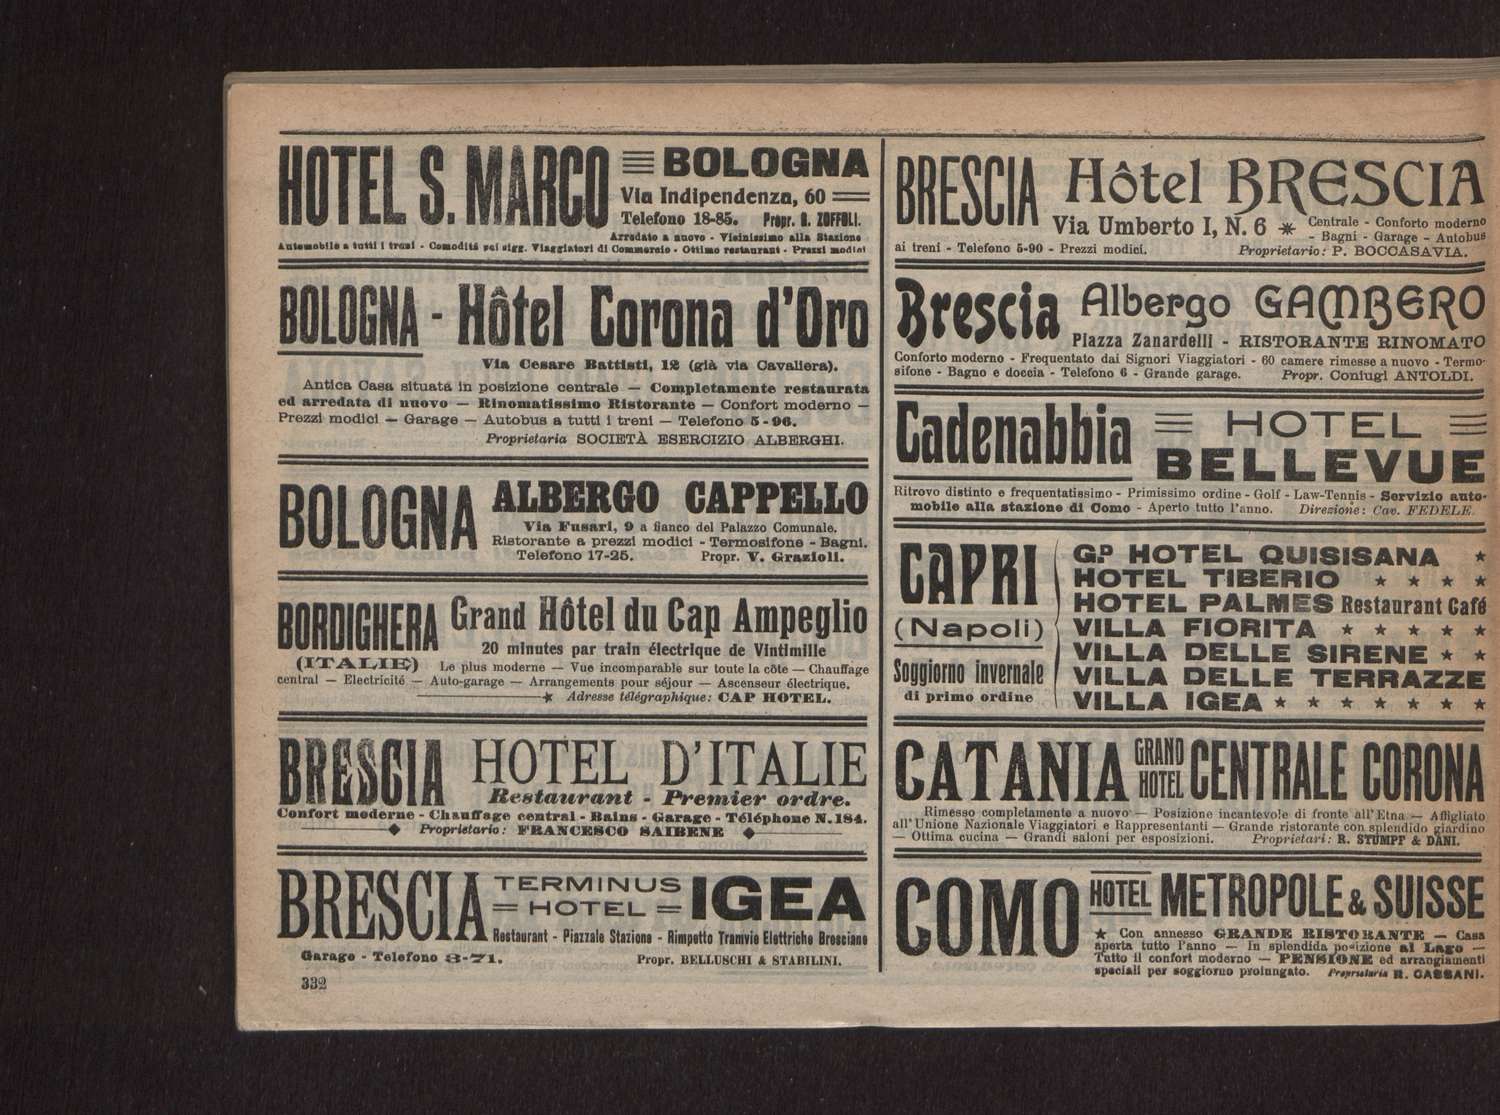 HOTEL S. MARCO
BOLOGNA
Via Indipendenza, 60
Telefono 18-85. Propr. G. ZOFFOLI.
Arredato a nuovo - Vicinissimo alla Stazione
Automobile a tutti i treni - Comodità pei sigg. Viaggiatori di Commercio - Ottimo restaurant - Prezzi modici
BOLOGNA - Hôtel Corona d'Oro
Via Cesare Battisti, 12 (già via Cavaliera).
Antica Casa situata in posizione centrale — Completamente restaurata
ed arredata di nuovo — Rinomatissimo Ristorante — Confort moderno —
Prezzi modici — Garage — Autobus a tutti i treni — Telefono 5-96.
Proprietaria SOCIETÀ ESERCIZIO ALBERGHI.
BOLOGNA
ALBERGO CAPPELLO
Via Fusari, 9 a fianco del Palazzo Comunale.
Ristorante a prezzi modici - Termosifone - Bagni.
Telefono 17-25. Propr. V. Grazioli.
BORDIGHERA
(ITALIE)
Grand Hôtel du Cap Ampeglio
20 minutes par train électrique de Vintimille
Le plus moderne — Vue incomparable sur toute la côte — Chauffage
central — Electricité — Auto-garage — Arrangements pour séjour — Ascenseur électrique.
★ Adresse télégraphique: CAP HOTEL.
BRESCIA
HOTEL D'ITALIE
Restaurant - Premier ordre.
Confort moderne - Chauffage central - Bains - Garage - Téléphone N. 184.
Proprietario: FRANCESCO SAIBENE
BRESCIA
TERMINUS
HOTEL
IGEA
Restaurant - Piazzale Stazione - Rimpetto Tramvie Elettriche Bresciane
Garage - Telefono 3-71. Propr. BELLUSCHI & STABILINI.
332
BRESCIA
Hôtel BRESCIA
Via Umberto I, N. 6
Centrale - Conforto moderno
- Bagni - Garage - Autobus
ai treni - Telefono 5-90 - Prezzi modici. Proprietario: P. BOCCASAVIA.
Brescia
Albergo GAMBERO
Piazza Zanardelli - RISTORANTE RINOMATO
Conforto moderno - Frequentato dai Signori Viaggiatori - 60 camere rimesse a nuovo - Termo-
sifone - Bagno e doccia - Telefono 6 - Grande garage. Propr. Coniugi ANTOLDI.
Cadenabbia
HOTEL
BELLEVUE
Ritrovo distinto e frequentatissimo - Primissimo ordine - Golf - Law-Tennis - Servizio auto-
mobile alla stazione di Como - Aperto tutto l'anno. Direzione: Cav. FEDELE.
CAPRI
(Napoli)
Soggiorno invernale
di primo ordine
G.D HOTEL QUISISANA ★
HOTEL TIBERIO ★ ★ ★ ★
HOTEL PALMES Restaurant Café
VILLA FIORITA ★ ★ ★ ★ ★
VILLA DELLE SIRENE ★ ★
VILLA DELLE TERRAZZE
VILLA IGEA ★ ★ ★ ★ ★ ★ ★
CATANIA
GRAND
HOTEL
CENTRALE CORONA
Rimesso completamente a nuovo — Posizione incantevole di fronte all'Etna — Affigliato
all'Unione Nazionale Viaggiatori e Rappresentanti — Grande ristorante con splendido giardino
— Ottima cucina — Grandi saloni per esposizioni. Proprietari: R. STUMPF & DANI.
COMO
HOTEL METROPOLE & SUISSE
★ Con annesso GRANDE RISTORANTE — Casa
aperta tutto l'anno — In splendida posizione al Lago —
Tutto il confort moderno — PENSIONE ed arrangiamenti
speciali per soggiorno prolungato. Proprietario R. CASSANI.